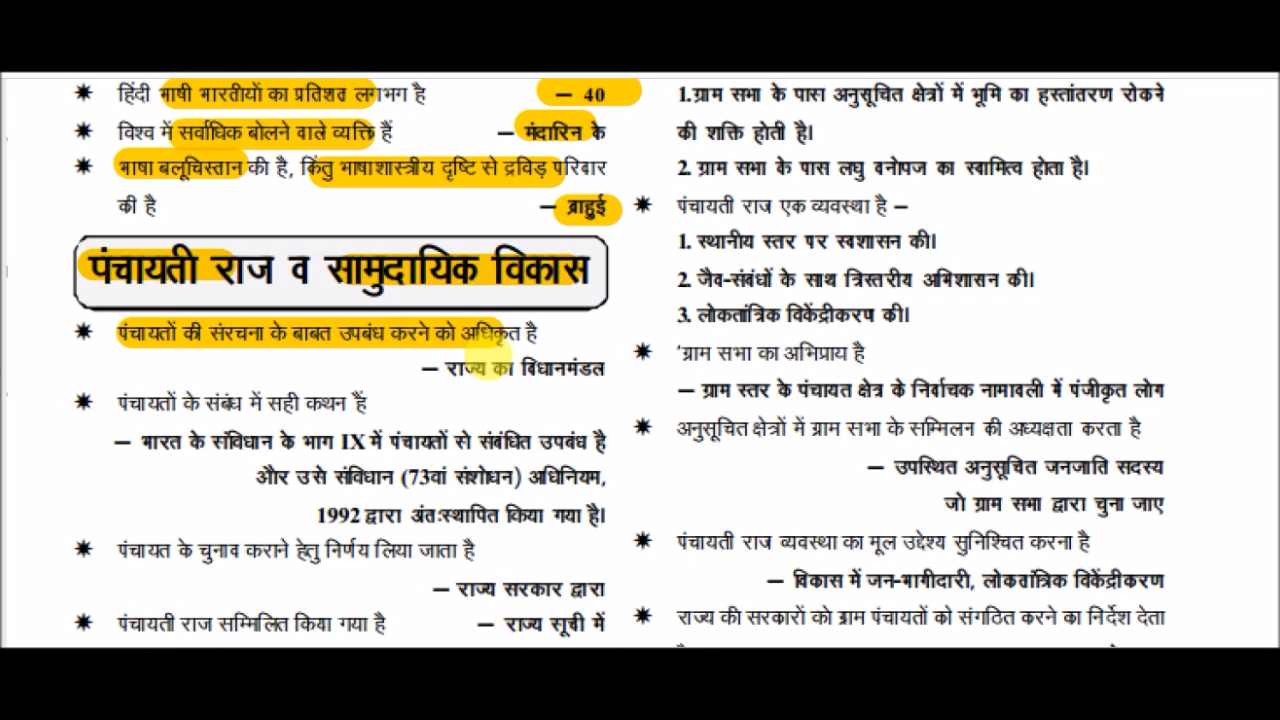 ✷ हिंदी भाषी भारतीयों का प्रतिशत लगभग है – 40
✷ विश्व में सर्वाधिक बोलने वाले व्यक्ति हैं – मंदारिन के
✷ भाषा बलूचिस्तान की है, किंतु भाषाशास्त्रीय दृष्टि से द्रविड़ परिवार
की है – ब्राहुई
पंचायती राज व सामुदायिक विकास
✷ पंचायतों की संरचना के बाबत उपबंध करने को अधिकृत है
– राज्य का विधानमंडल
✷ पंचायतों के संबंध में सही कथन हैं
– भारत के संविधान के भाग IX में पंचायतों से संबंधित उपबंध है
और उसे संविधान (73वां संशोधन) अधिनियम,
1992 द्वारा अंतःस्थापित किया गया है।
✷ पंचायत के चुनाव कराने हेतु निर्णय लिया जाता है
– राज्य सरकार द्वारा
✷ पंचायती राज सम्मिलित किया गया है – राज्य सूची में
1.ग्राम सभा के पास अनुसूचित क्षेत्रों में भूमि का हस्तांतरण रोकने
की शक्ति होती है।
2. ग्राम सभा के पास लघु वनोपज का स्वामित्व होता है।
✷ पंचायती राज एक व्यवस्था है –
1. स्थानीय स्तर पर स्वशासन की।
2. जैव-संबंधों के साथ त्रिस्तरीय अभिशासन की।
3. लोकतांत्रिक विकेंद्रीकरण की।
✷ 'ग्राम सभा का अभिप्राय है
– ग्राम स्तर के पंचायत क्षेत्र के निर्वाचक नामावली में पंजीकृत लोग
✷ अनुसूचित क्षेत्रों में ग्राम सभा के सम्मिलन की अध्यक्षता करता है
– उपस्थित अनुसूचित जनजाति सदस्य
जो ग्राम सभा द्वारा चुना जाए
✷ पंचायती राज व्यवस्था का मूल उद्देश्य सुनिश्चित करना है
– विकास में जन-भागीदारी, लोकतांत्रिक विकेंद्रीकरण
✷ राज्य की सरकारों को ग्राम पंचायतों को संगठित करने का निर्देश देता